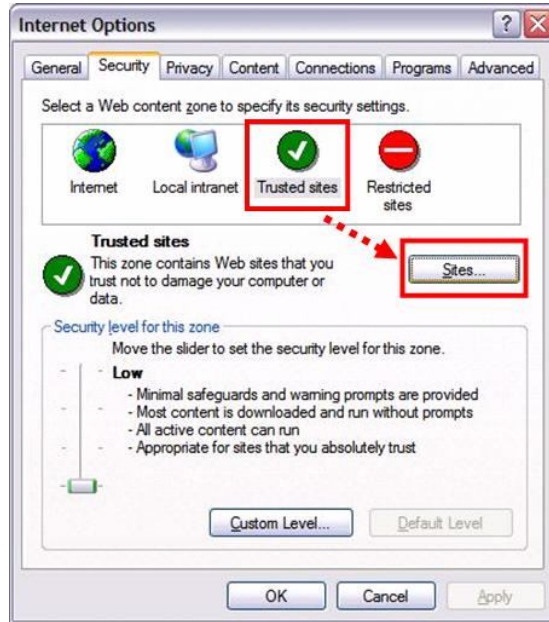 Internet Options
General Security Privacy Content Connections Programs Advanced
Select a Web content zone to specify its security settings.
Internet Local intranet Trusted sites Restricted
sites
Trusted sites
This zone contains Web sites that you
trust not to damage your computer or
data.
Sites...
Security level for this zone
Move the slider to set the security level for this zone.
Low
- Minimal safeguards and warning prompts are provided
- Most content is downloaded and run without prompts
- All active content can run
- Appropriate for sites that you absolutely trust
Custom Level... Default Level
OK Cancel Apply